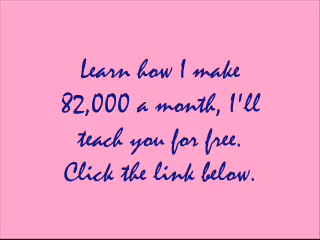 Learn how I make
82,000 a month, I'll
teach you for free.
Click the link below.